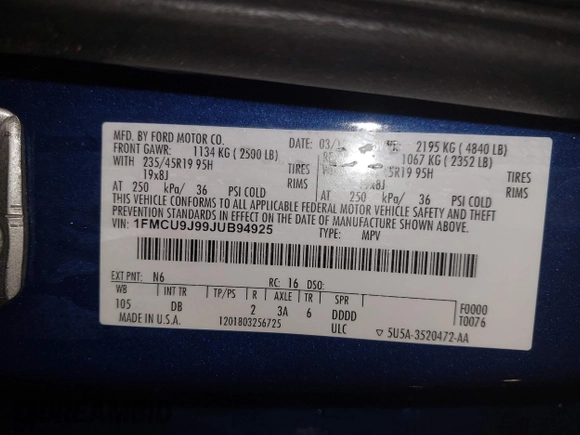 MFG. BY FORD MOTOR CO. DATE: 03/ 2195 KG ( 4840 LB)
FRONT GAWR: 1134 KG ( 2500 LB) 1067 KG ( 2352 LB)
WITH 235/45R19 95H 5R19 95H
RIMS 19x8J RIMS 19x8J
AT 250 kPa/ 36 PSI COLD AT 250 kPa/ 36 PSI COLD
THIS VEHICLE CONFORMS TO ALL APPLICABLE FEDERAL MOTOR VEHICLE SAFETY AND THEFT
PREVENTION STANDARDS IN EFFECT ON THE DATE OF MANUFACTURE SHOWN ABOVE.
VIN: 1FMCU9J99JUB94925 TYPE: MPV
EXT PNT: N6 RC: 16 DSO: F0000
WB INT TR TP/PS R AXLE TR SPR T0076
105 DB 2 3A 6 DDDD
MADE IN U.S.A. 1201803256725 ULC ▽ 5U5A-3520472-AA